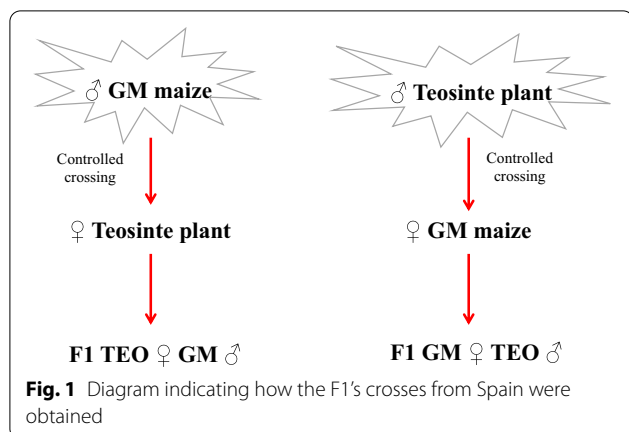 ♂ GM maize
♂ Teosinte plant
Controlled
crossing
Controlled
crossing
♀ Teosinte plant
♀ GM maize
F1 TEO ♀ GM ♂
F1 GM ♀ TEO ♂
Fig. 1 Diagram indicating how the F1's crosses from Spain were
obtained